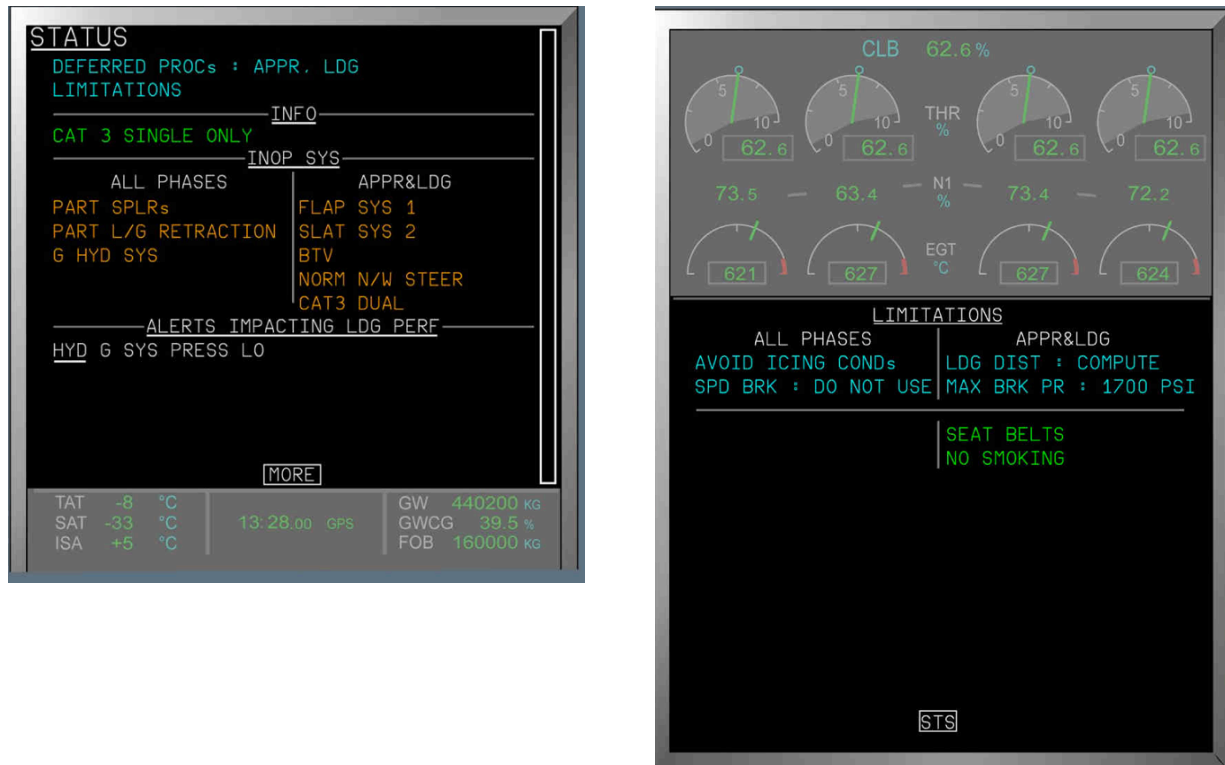 STATUS
DEFERRED PROCs : APPR, LDG
LIMITATIONS
INFO
CAT 3 SINGLE ONLY
INOP SYS
ALL PHASES APPR&LDG
PART SPLRs FLAP SYS 1
PART L/G RETRACTION SLAT SYS 2
G HYD SYS BTV
NORM N/W STEER
CAT3 DUAL
ALERTS IMPACTING LDG PERF
HYD G SYS PRESS LO
MORE
TAT -8 °C 13:28.00 GPS GW 440200 KG
SAT -33 °C GWCG 39.5 %
ISA +5 °C FOB 160000 KG
CLB 62.6 %
5 5 5 5
THR %
0 10 0 10 0 10 0 10
62.6 62.6 62.6 62.6
73.5 63.4 N1 % 73.4 72.2
EGT °C
621 627 627 624
LIMITATIONS
ALL PHASES APPR&LDG
AVOID ICING CONDs LDG DIST : COMPUTE
SPD BRK : DO NOT USE MAX BRK PR : 1700 PSI
SEAT BELTS
NO SMOKING
STS